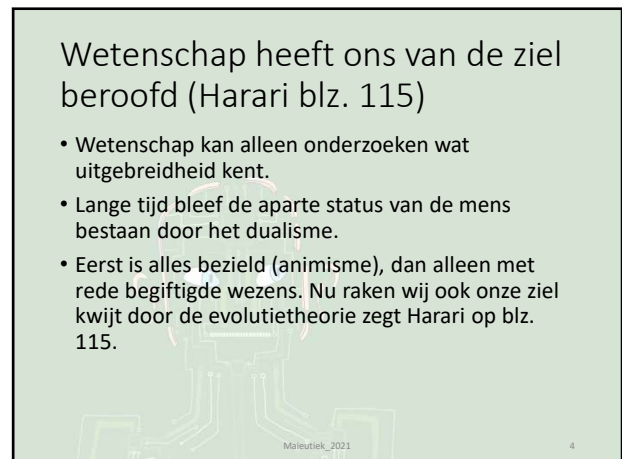 Wetenschap heeft ons van de ziel
beroofd (Harari blz. 115)
• Wetenschap kan alleen onderzoeken wat
uitgebreidheid kent.
• Lange tijd bleef de aparte status van de mens
bestaan door het dualisme.
• Eerst is alles bezield (animisme), dan alleen met
rede begiftigde wezens. Nu raken wij ook onze ziel
kwijt door de evolutietheorie zegt Harari op blz.
115.
Maieutiek_2021
4